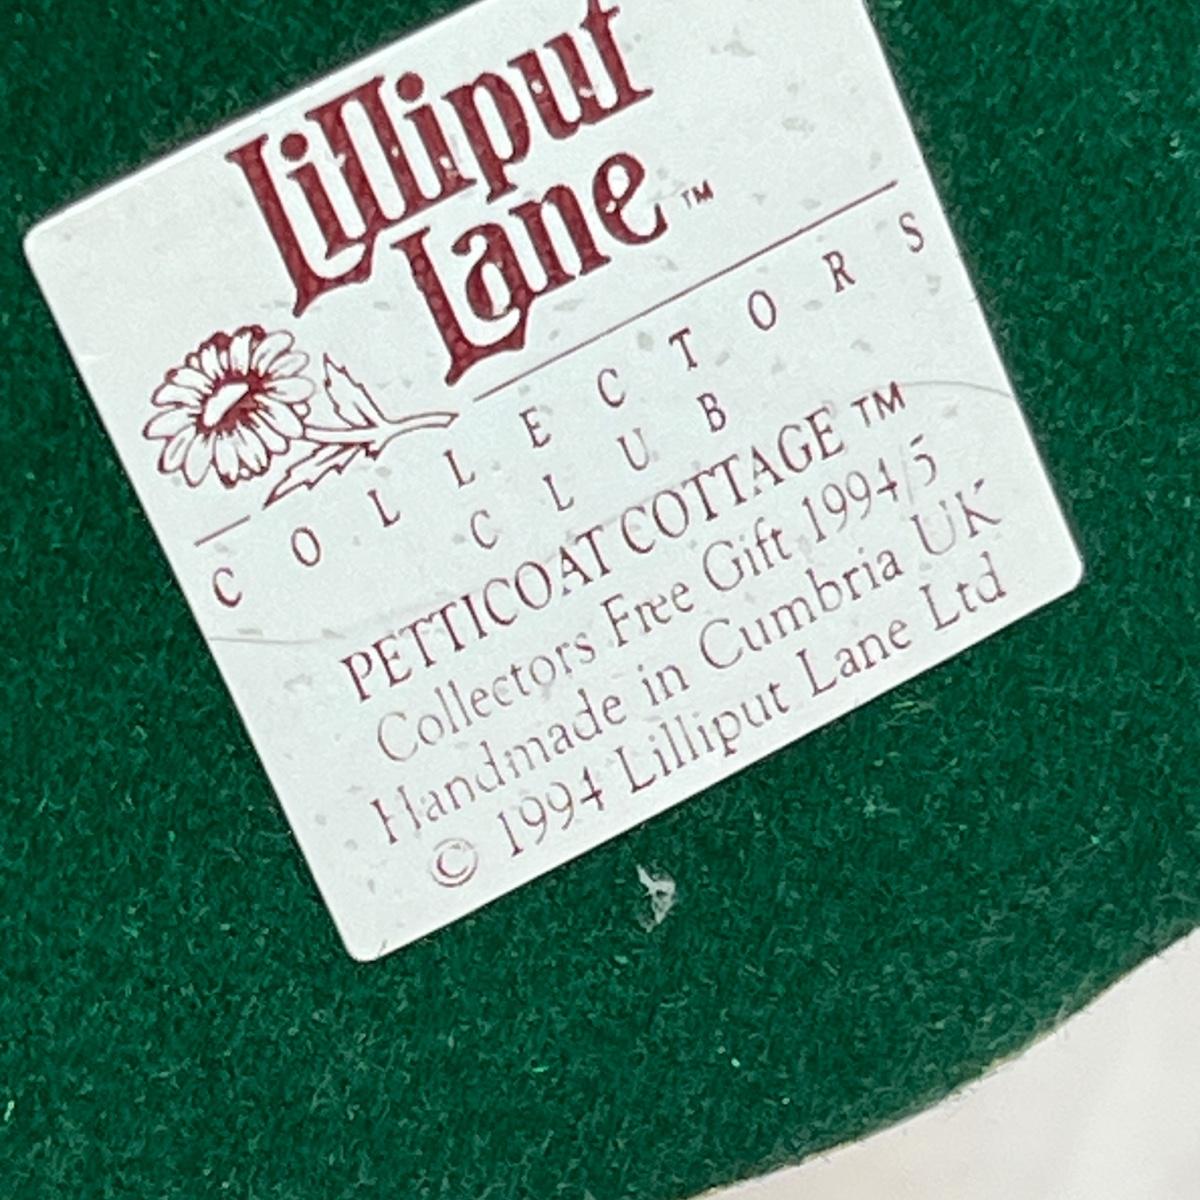 Lilliput
Lane™
COLLECTORS
CLUB
PETTICOAT COTTAGE™
Collectors Free Gift 1994/5
Handmade in Cumbria UK
© 1994 Lilliput Lane Ltd